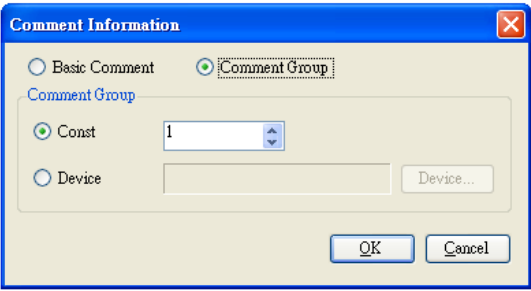 Comment Information
Basic Comment Comment Group
Comment Group
Const 1
Device Device...
OK Cancel